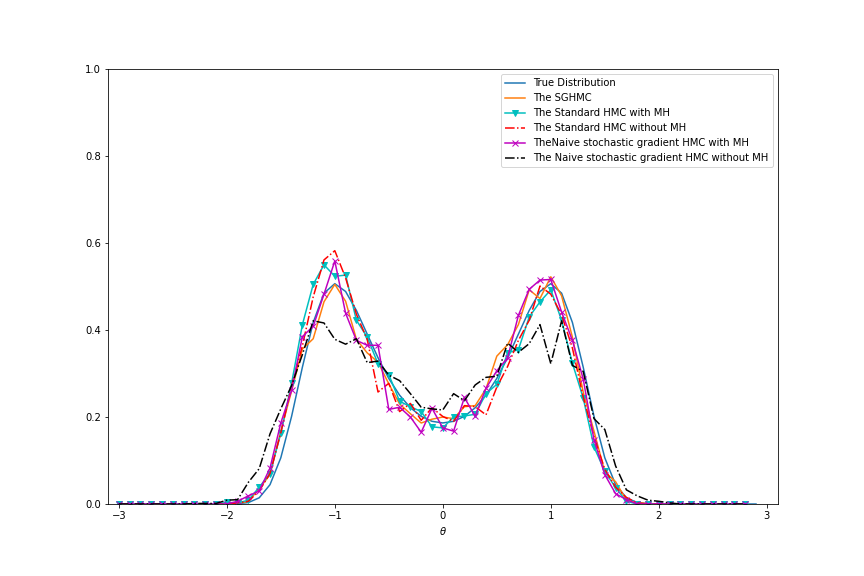 1.0
0.8
0.6
0.4
0.2
0.0
−3
−2
−1
0
1
2
3
θ
True Distribution
The SGHMC
The Standard HMC with MH
The Standard HMC without MH
TheNaive stochastic gradient HMC with MH
The Naive stochastic gradient HMC without MH